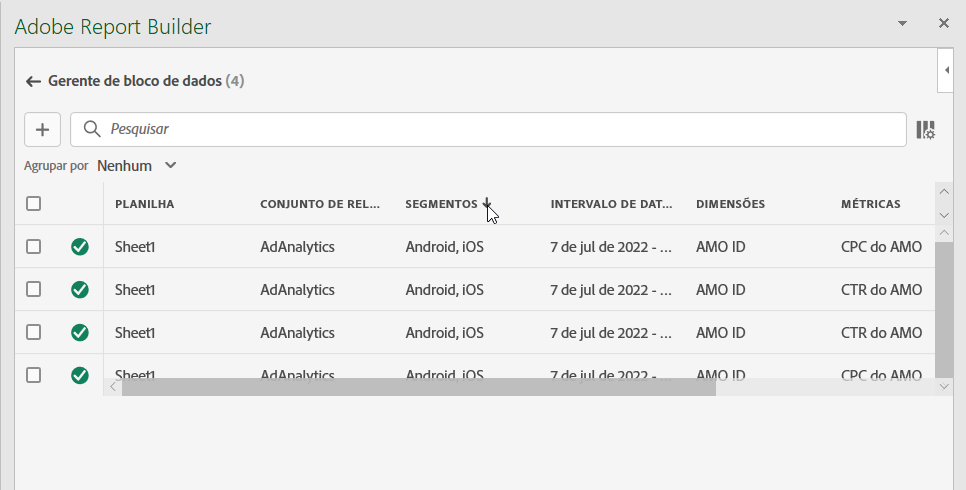 Adobe Report Builder
Gerente de bloco de dados (4)
Pesquisar
Agrupar por Nenhum
PLANILHA CONJUNTO DE REL... SEGMENTOS INTERVALO DE DAT... DIMENSÕES MÉTRICAS
Sheet1 AdAnalytics Android, iOS 7 de jul de 2022 - ... AMO ID CPC do AMO
Sheet1 AdAnalytics Android, iOS 7 de jul de 2022 - ... AMO ID CTR do AMO
Sheet1 AdAnalytics Android, iOS 7 de jul de 2022 - ... AMO ID CTR do AMO
Sheet1 AdAnalytics Android, iOS 7 de jul de 2022 - ... AMO ID CPC do AMO